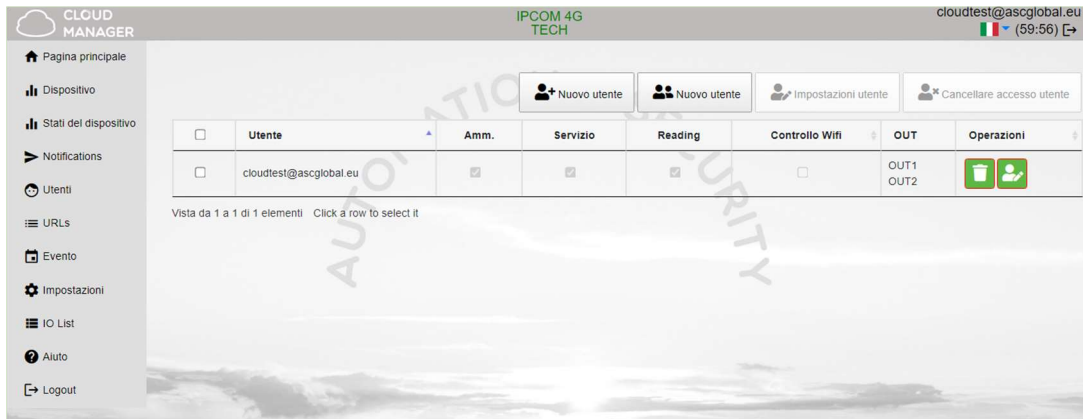 CLOUD
MANAGER
IPCOM 4G
TECH
cloudtest@ascglobal.eu
(59:56)
Pagina principale
Dispositivo
Stati del dispositivo
Notifications
Utenti
URLs
Evento
Impostazioni
IO List
Aiuto
Logout
Nuovo utente
Nuovo utente
Impostazioni utente
Cancellare accesso utente
Utente Amm. Servizio Reading Controllo Wifi OUT Operazioni
cloudtest@ascglobal.eu OUT1
OUT2
Vista da 1 a 1 di 1 elementi Click a row to select it